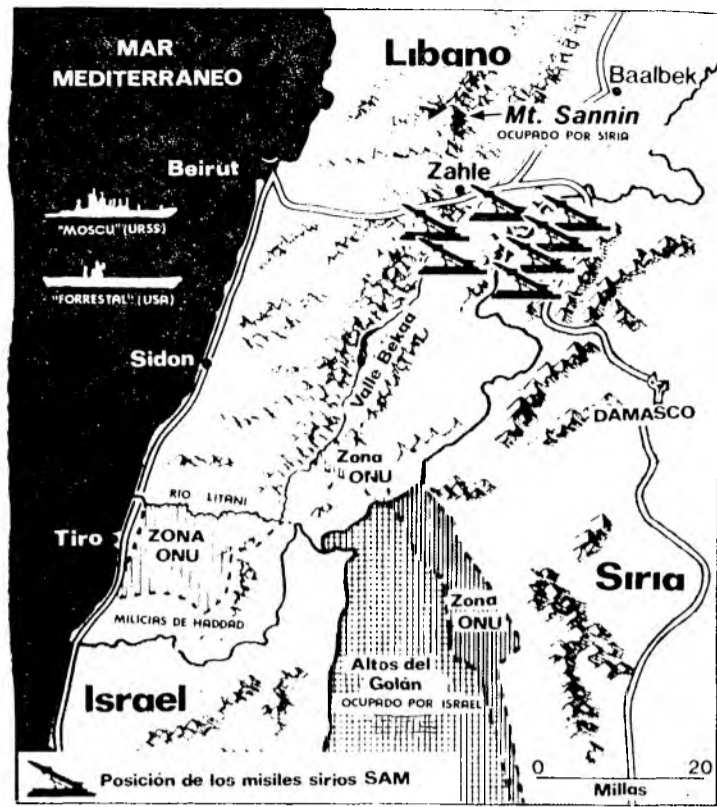 MAR
MEDITERRANEO
Líbano
Baalbek
Mt. Sannin
OCUPADO POR SIRIA
Beirut
Zahle
"MOSCU" (URSS)
"FORRESTAL" (USA)
Sidon
Valle Bekaa
DAMASCO
Zona
ONU
RIO LITANI
Tiro
ZONA
ONU
Siria
MILICIAS DE HADDAD
Zona
ONU
Israel
Altos del
Golán
OCUPADO POR ISRAEL
Posición de los misiles sirios SAM
0 20
Millas